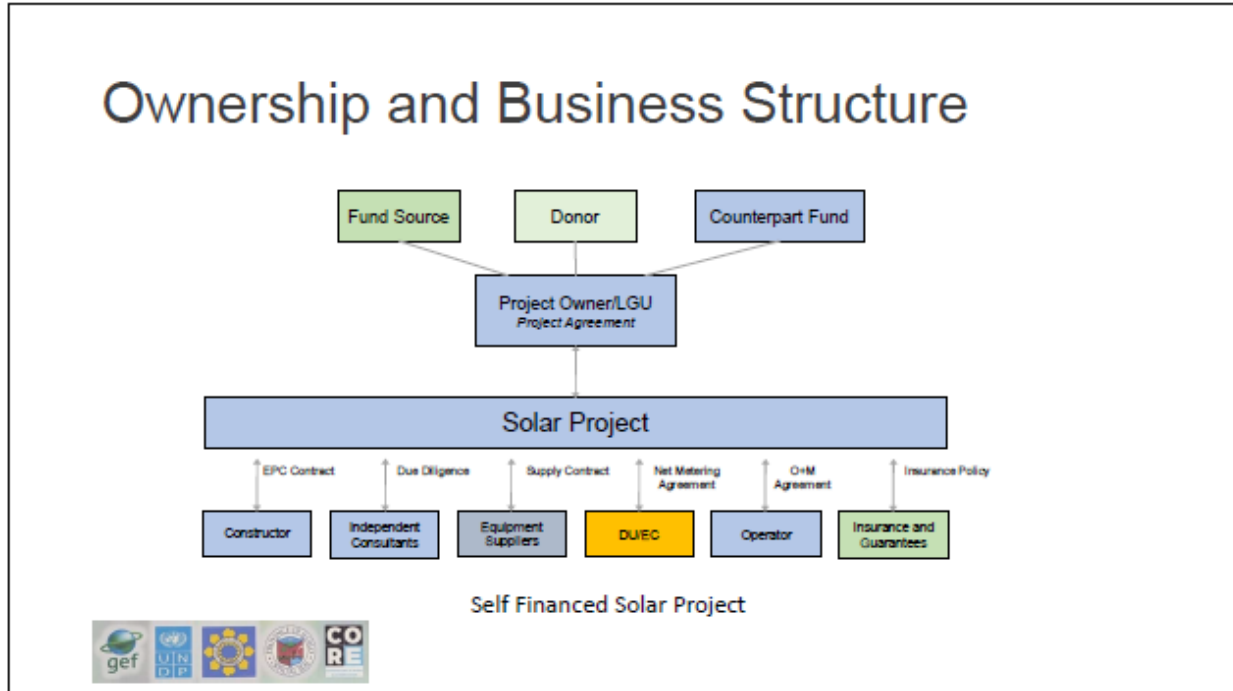 Ownership and Business Structure
Fund Source
Donor
Counterpart Fund
Project Owner/LGU
Project Agreement
Solar Project
EPC Contract
Due Diligence
Supply Contract
Net Metering
Agreement
O+M
Agreement
Insurance Policy
Constructor
Independent
Consultants
Equipment
Suppliers
DU/EC
Operator
Insurance and
Guarantees
Self Financed Solar Project
gef
U N
D P
CO
RE